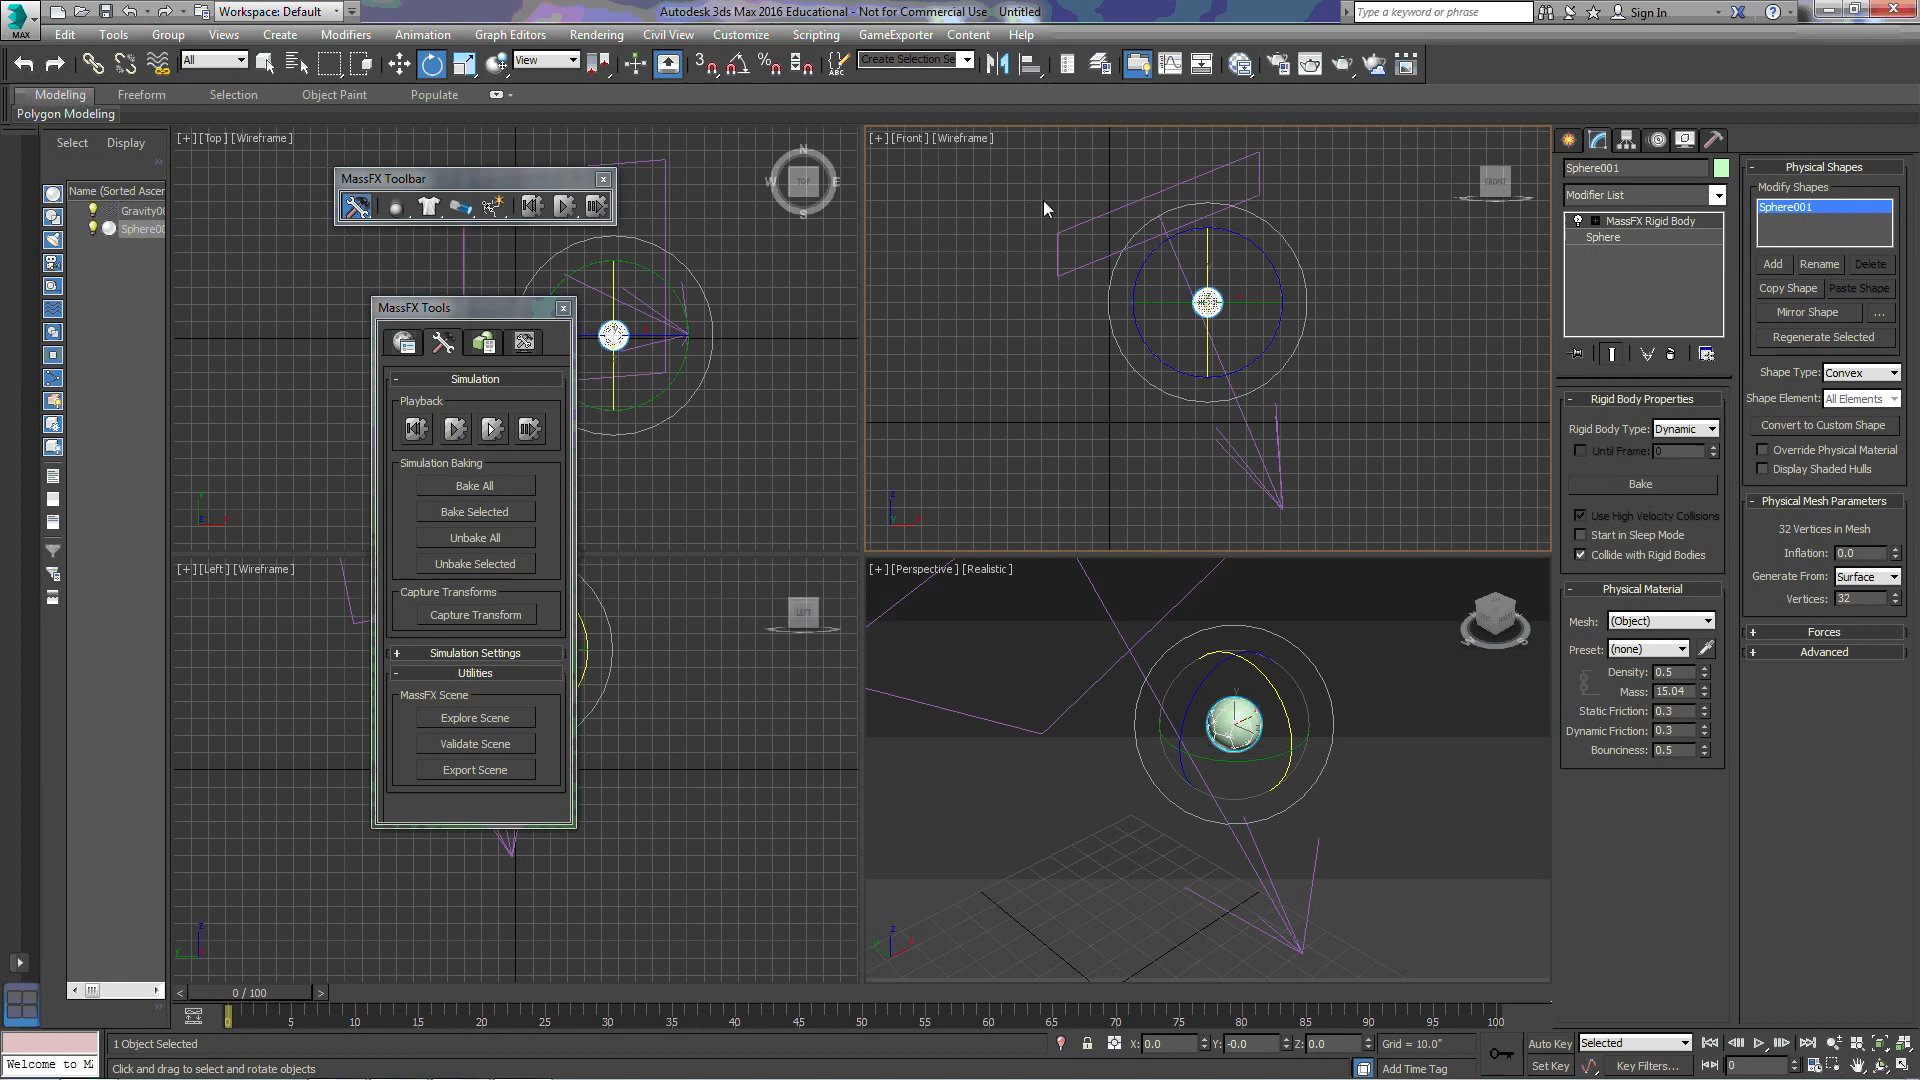 Autodesk 3ds Max 2016 Educational - Not for Commercial Use Untitled
Workspace: Default
Type a keyword or phrase
Sign In
MAX
Edit Tools Group Views Create Modifiers Animation Graph Editors Rendering Civil View Customize Scripting GameExporter Content Help
All
View
Create Selection Se
Modeling Freeform Selection Object Paint Populate
Polygon Modeling
Select Display
Name (Sorted Ascer
Gravity00
Sphere00
[+][Top][Wireframe]
N
W TOP E
S
MassFX Toolbar
MassFX Tools
Simulation
Playback
Simulation Baking
Bake All
Bake Selected
Unbake All
Unbake Selected
Capture Transforms
Capture Transform
Simulation Settings
Utilities
MassFX Scene
Explore Scene
Validate Scene
Export Scene
[+][Front][Wireframe]
FRONT
[+][Left][Wireframe]
LEFT
[+][Perspective][Realistic]
Sphere001
Modifier List
MassFX Rigid Body
Sphere
Rigid Body Properties
Rigid Body Type: Dynamic
Until Frame: 0
Bake
Use High Velocity Collisions
Start in Sleep Mode
Collide with Rigid Bodies
Physical Material
Mesh: (Object)
Preset: (none)
Density: 0.5
Mass: 15.04
Static Friction: 0.3
Dynamic Friction: 0.3
Bounciness: 0.5
Physical Shapes
Modify Shapes
Sphere001
Add Rename Delete
Copy Shape Paste Shape
Mirror Shape ...
Regenerate Selected
Shape Type: Convex
Shape Element: All Elements
Convert to Custom Shape
Override Physical Material
Display Shaded Hulls
Physical Mesh Parameters
32 Vertices in Mesh
Inflation: 0.0
Generate From: Surface
Vertices: 32
Forces
Advanced
0 / 100
0 5 10 15 20 25 30 35 40 45 50 55 60 65 70 75 80 85 90 95 100
1 Object Selected
X: 0.0 Y: -0.0 Z: 0.0 Grid = 10.0"
Auto Key Selected
Welcome to M
Click and drag to select and rotate objects
Add Time Tag
Set Key Key Filters... 0